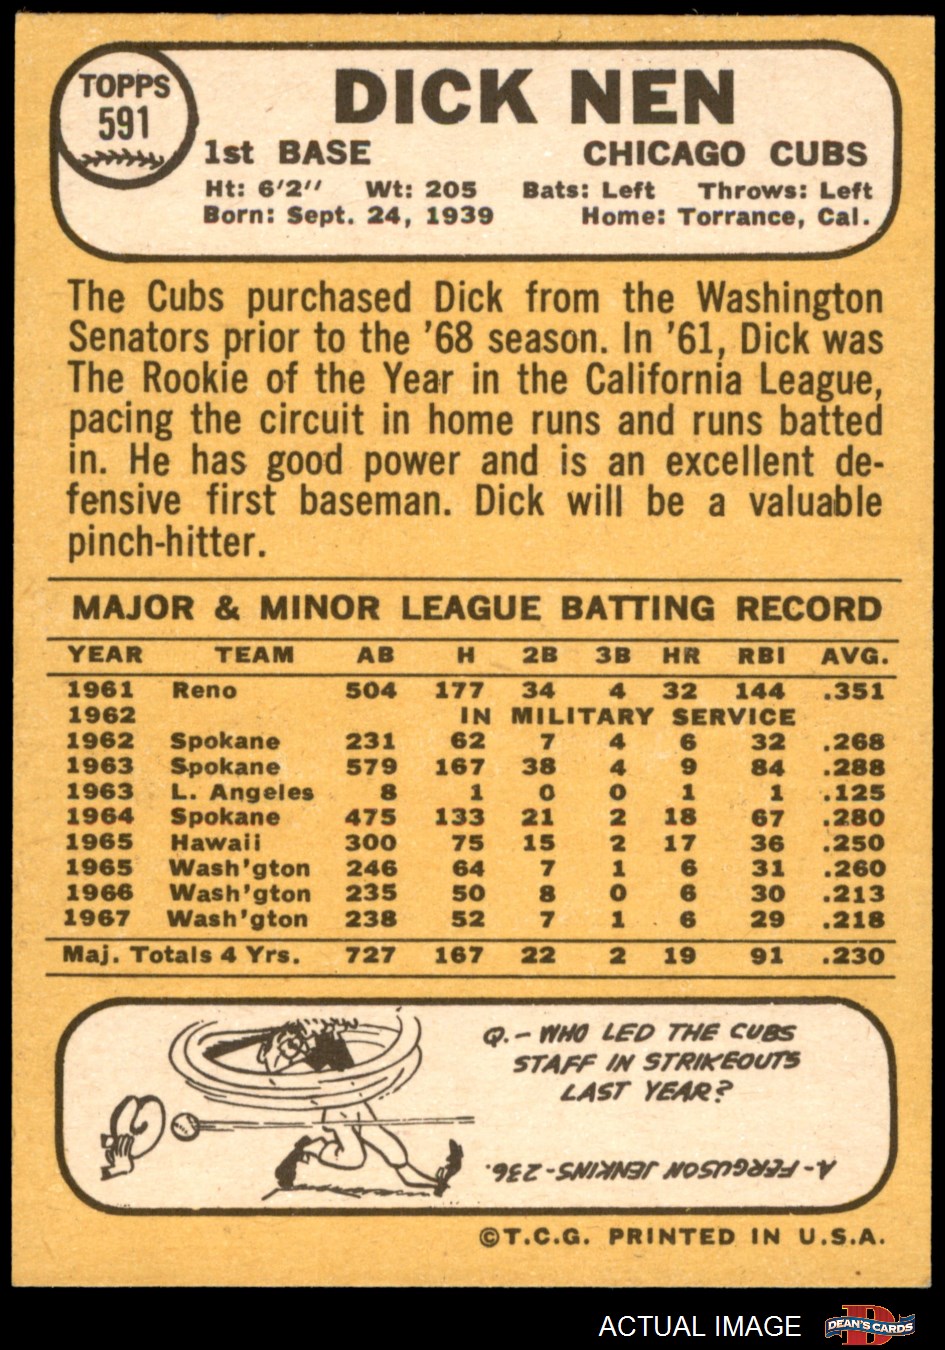 TOPPS
591
DICK NEN
1st BASE CHICAGO CUBS
Ht: 6'2" Wt: 205 Bats: Left Throws: Left
Born: Sept. 24, 1939 Home: Torrance, Cal.
The Cubs purchased Dick from the Washington
Senators prior to the '68 season. In '61, Dick was
The Rookie of the Year in the California League,
pacing the circuit in home runs and runs batted
in. He has good power and is an excellent de-
fensive first baseman. Dick will be a valuable
pinch-hitter.
MAJOR & MINOR LEAGUE BATTING RECORD
YEAR TEAM AB H 2B 3B HR RBI AVG.
1961 Reno 504 177 34 4 32 144 .351
1962 IN MILITARY SERVICE
1962 Spokane 231 62 7 4 6 32 .268
1963 Spokane 579 167 38 4 9 84 .288
1963 L. Angeles 8 1 0 0 1 1 .125
1964 Spokane 475 133 21 2 18 67 .280
1965 Hawaii 300 75 15 2 17 36 .250
1965 Wash'gton 246 64 7 1 6 31 .260
1966 Wash'gton 235 50 8 0 6 30 .213
1967 Wash'gton 238 52 7 1 6 29 .218
Maj. Totals 4 Yrs. 727 167 22 2 19 91 .230
Q.- WHO LED THE CUBS
STAFF IN STRIKEOUTS
LAST YEAR?
A-FERGUSON JENKINS-236.
©T.C.G. PRINTED IN U.S.A.
ACTUAL IMAGE
D
DEAN'S CARDS